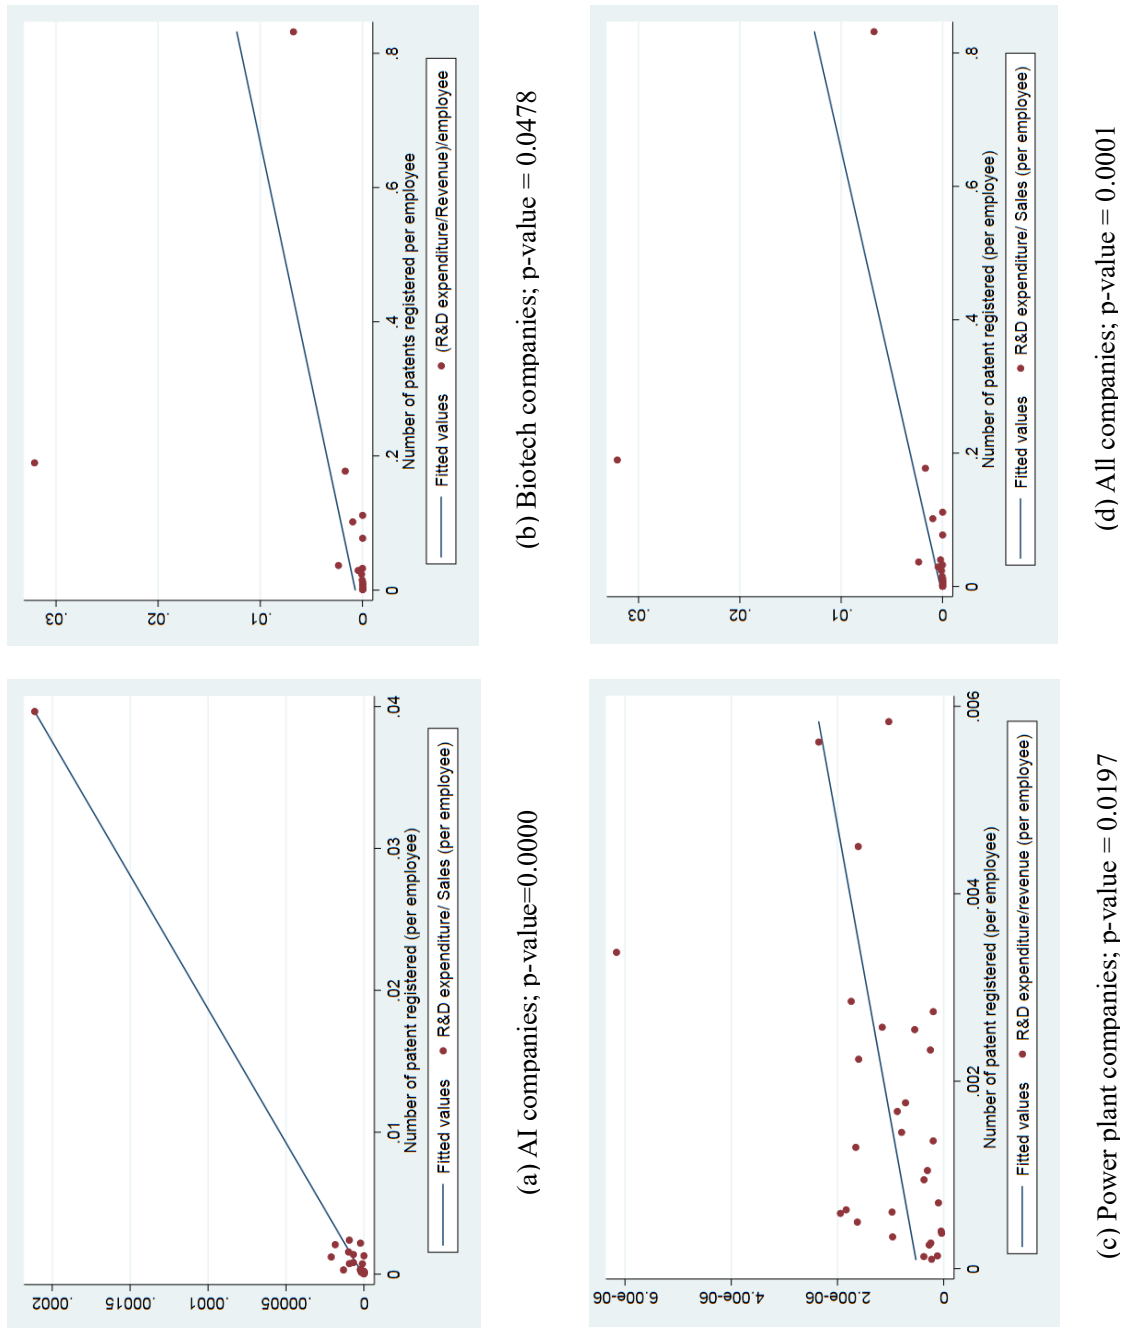 .0002
.00015
.0001
.00005
0
0
.01
.02
.03
.04
Number of patent registered (per employee)
Fitted values
R&D expenditure/ Sales (per employee)
(a) AI companies; p-value=0.0000
.03
.02
.01
0
0
.2
.4
.6
.8
Number of patents registered per employee
Fitted values
(R&D expenditure/Revenue)/employee
(b) Biotech companies; p-value = 0.0478
6.00e-06
4.00e-06
2.00e-06
0
0
.002
.004
.006
Number of patent registered (per employee)
Fitted values
R&D expenditure/revenue (per employee)
(c) Power plant companies; p-value = 0.0197
.03
.02
.01
0
0
.2
.4
.6
.8
Number of patent registered (per employee)
Fitted values
R&D expenditure/ Sales (per employee)
(d) All companies; p-value = 0.0001